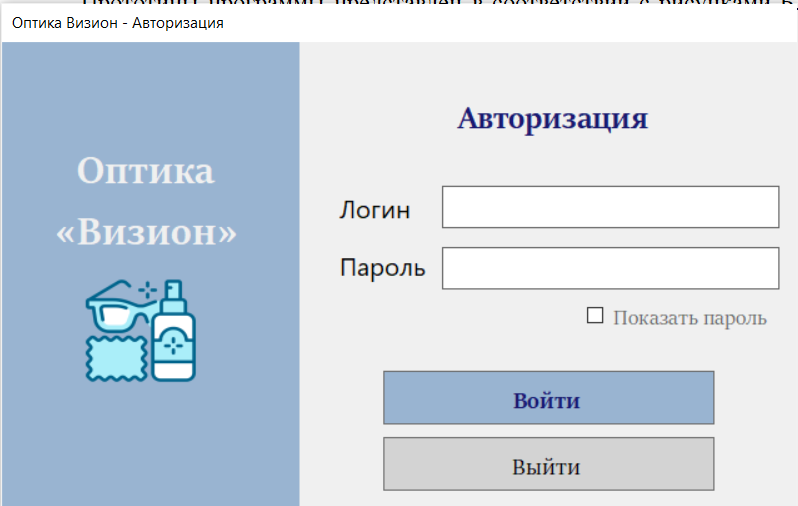 Оптика Визион - Авторизация
Оптика
«Визион»
Авторизация
Логин
Пароль
Показать пароль
Войти
Выйти